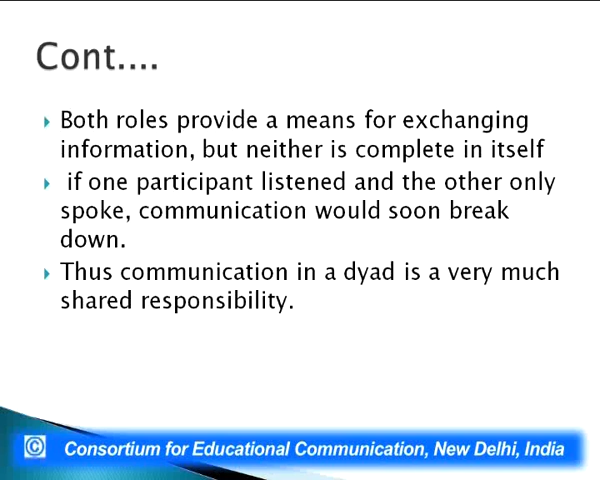 Cont....
Both roles provide a means for exchanging
information, but neither is complete in itself
if one participant listened and the other only
spoke, communication would soon break
down.
Thus communication in a dyad is a very much
shared responsibility.
© Consortium for Educational Communication, New Delhi, India